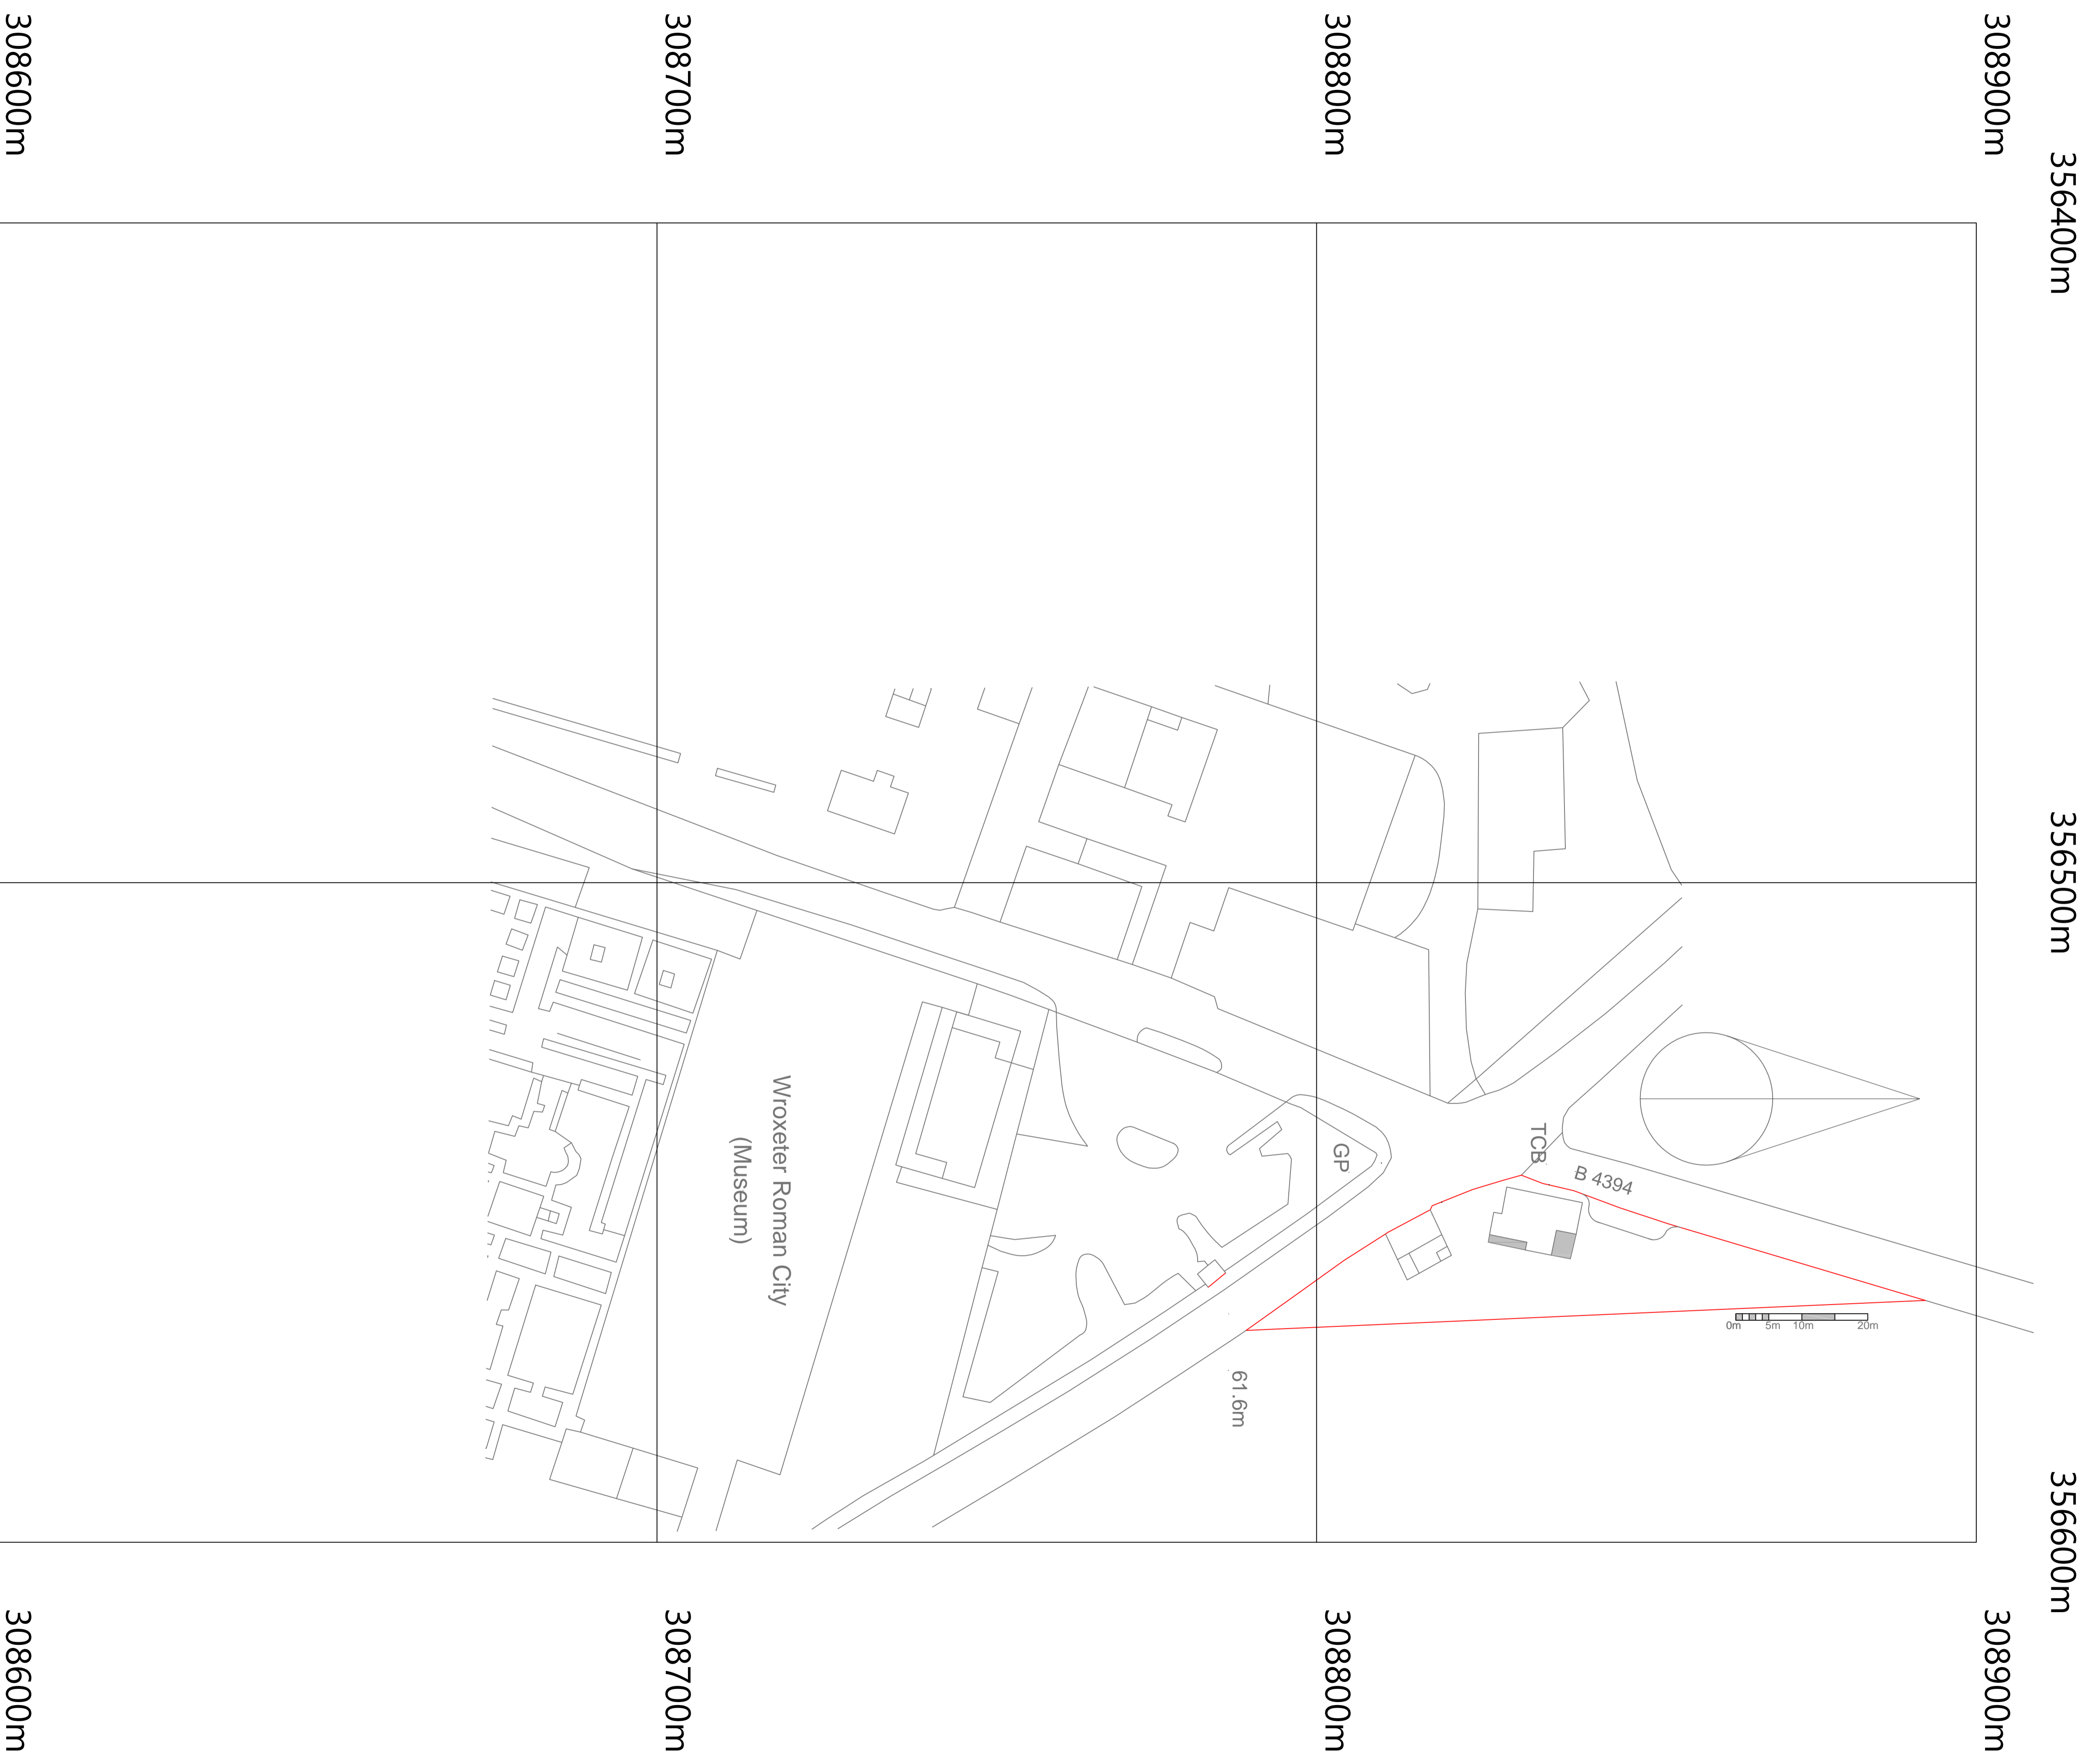 308600m
308700m
308800m
308900m
356400m
356500m
356600m
Wroxeter Roman City
(Museum)
GP
TCB
B 4394
61.6m
0m 5m 10m 20m
308600m
308700m
308800m
308900m